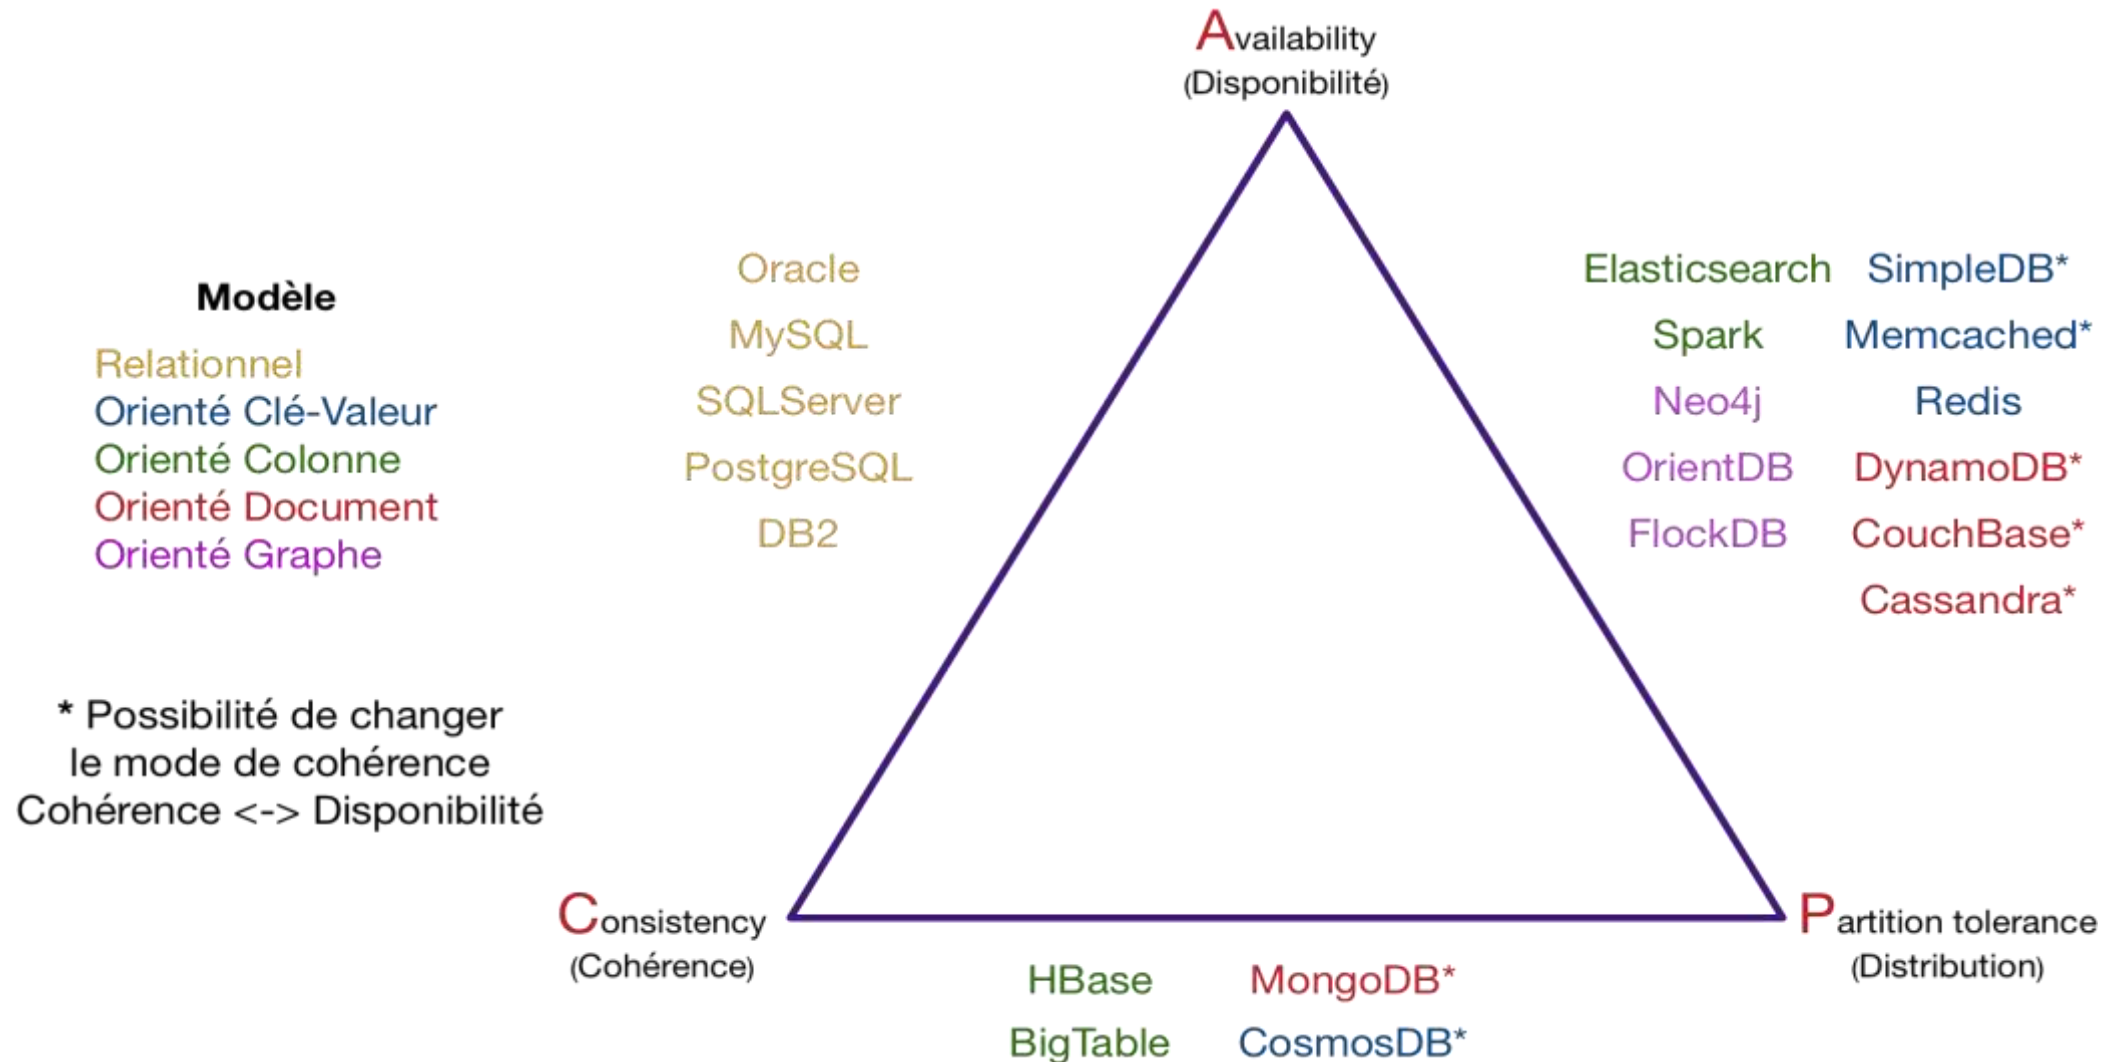 Availability
(Disponibilité)
Modèle
Relationnel
Orienté Clé-Valeur
Orienté Colonne
Orienté Document
Orienté Graphe
* Possibilité de changer
le mode de cohérence
Cohérence <-> Disponibilité
Oracle
MySQL
SQLServer
PostgreSQL
DB2
Elasticsearch SimpleDB*
Spark Memcached*
Neo4j Redis
OrientDB DynamoDB*
FlockDB CouchBase*
Cassandra*
Consistency
(Cohérence)
Partition tolerance
(Distribution)
HBase MongoDB*
BigTable CosmosDB*